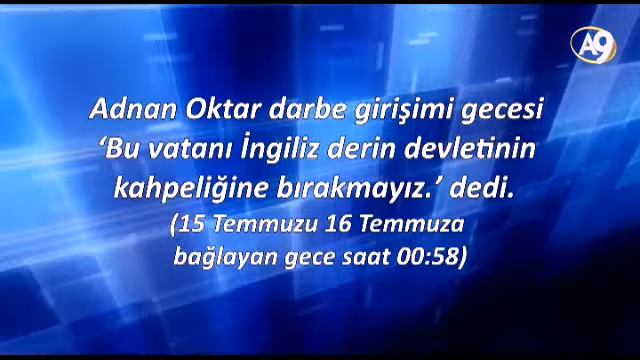 A9
Adnan Oktar darbe girişimi gecesi
‘Bu vatanı İngiliz derin devletinin
kahpeliğine bırakmayız.’ dedi.
(15 Temmuzu 16 Temmuza
bağlayan gece saat 00:58)